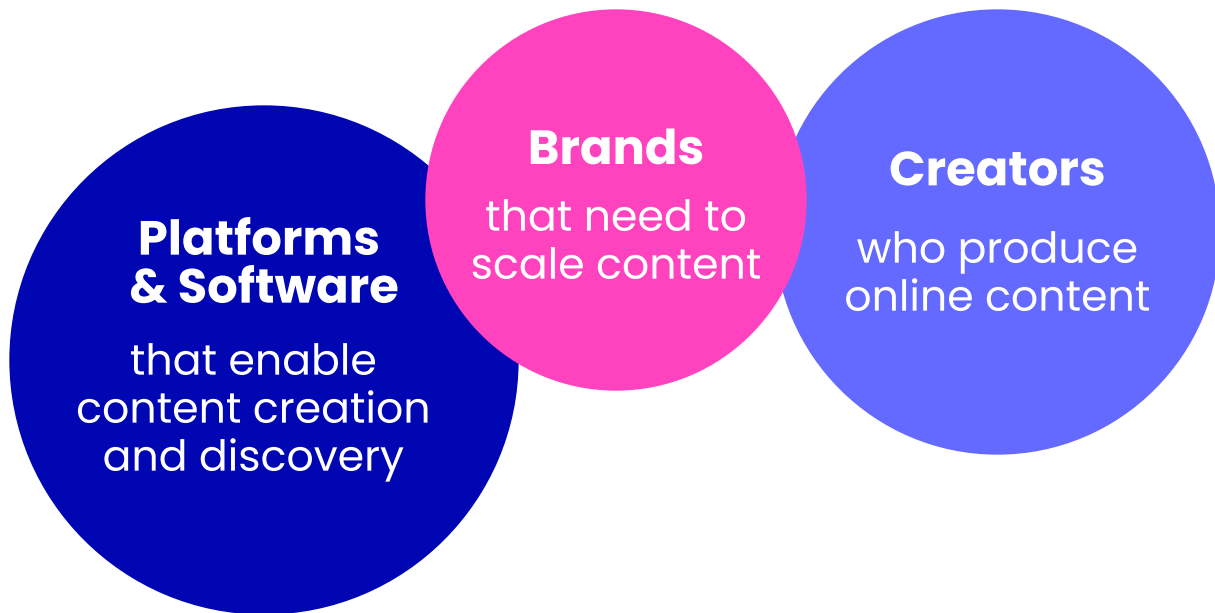 Platforms
& Software
that enable
content creation
and discovery
Brands
that need to
scale content
Creators
who produce
online content